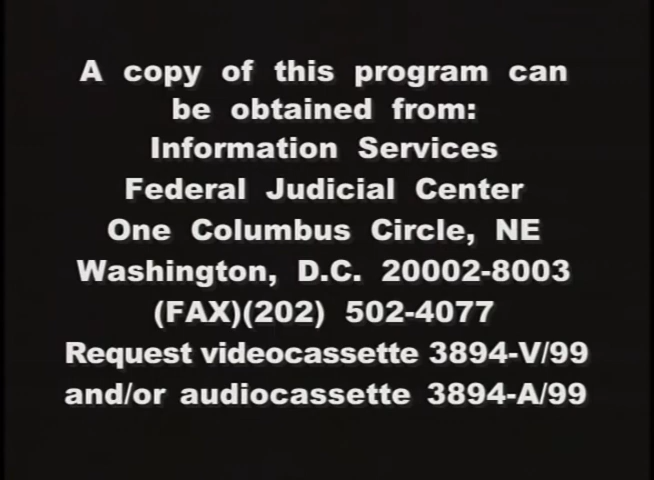 A copy of this program can
be obtained from:
Information Services
Federal Judicial Center
One Columbus Circle, NE
Washington, D.C. 20002-8003
(FAX)(202) 502-4077
Request videocassette 3894-V/99
and/or audiocassette 3894-A/99